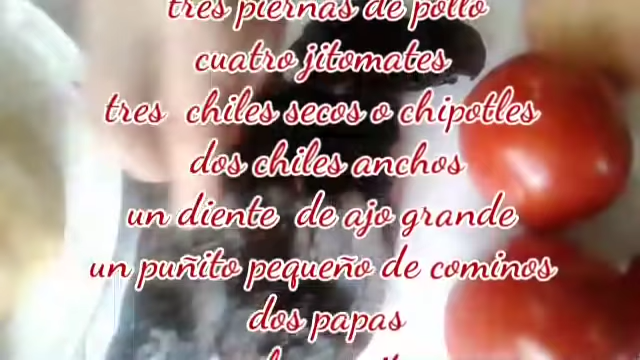 tres piernas de pollo
cuatro jitomates
tres chiles secos o chipotles
dos chiles anchos
un diente de ajo grande
un puñito pequeño de cominos
dos papas